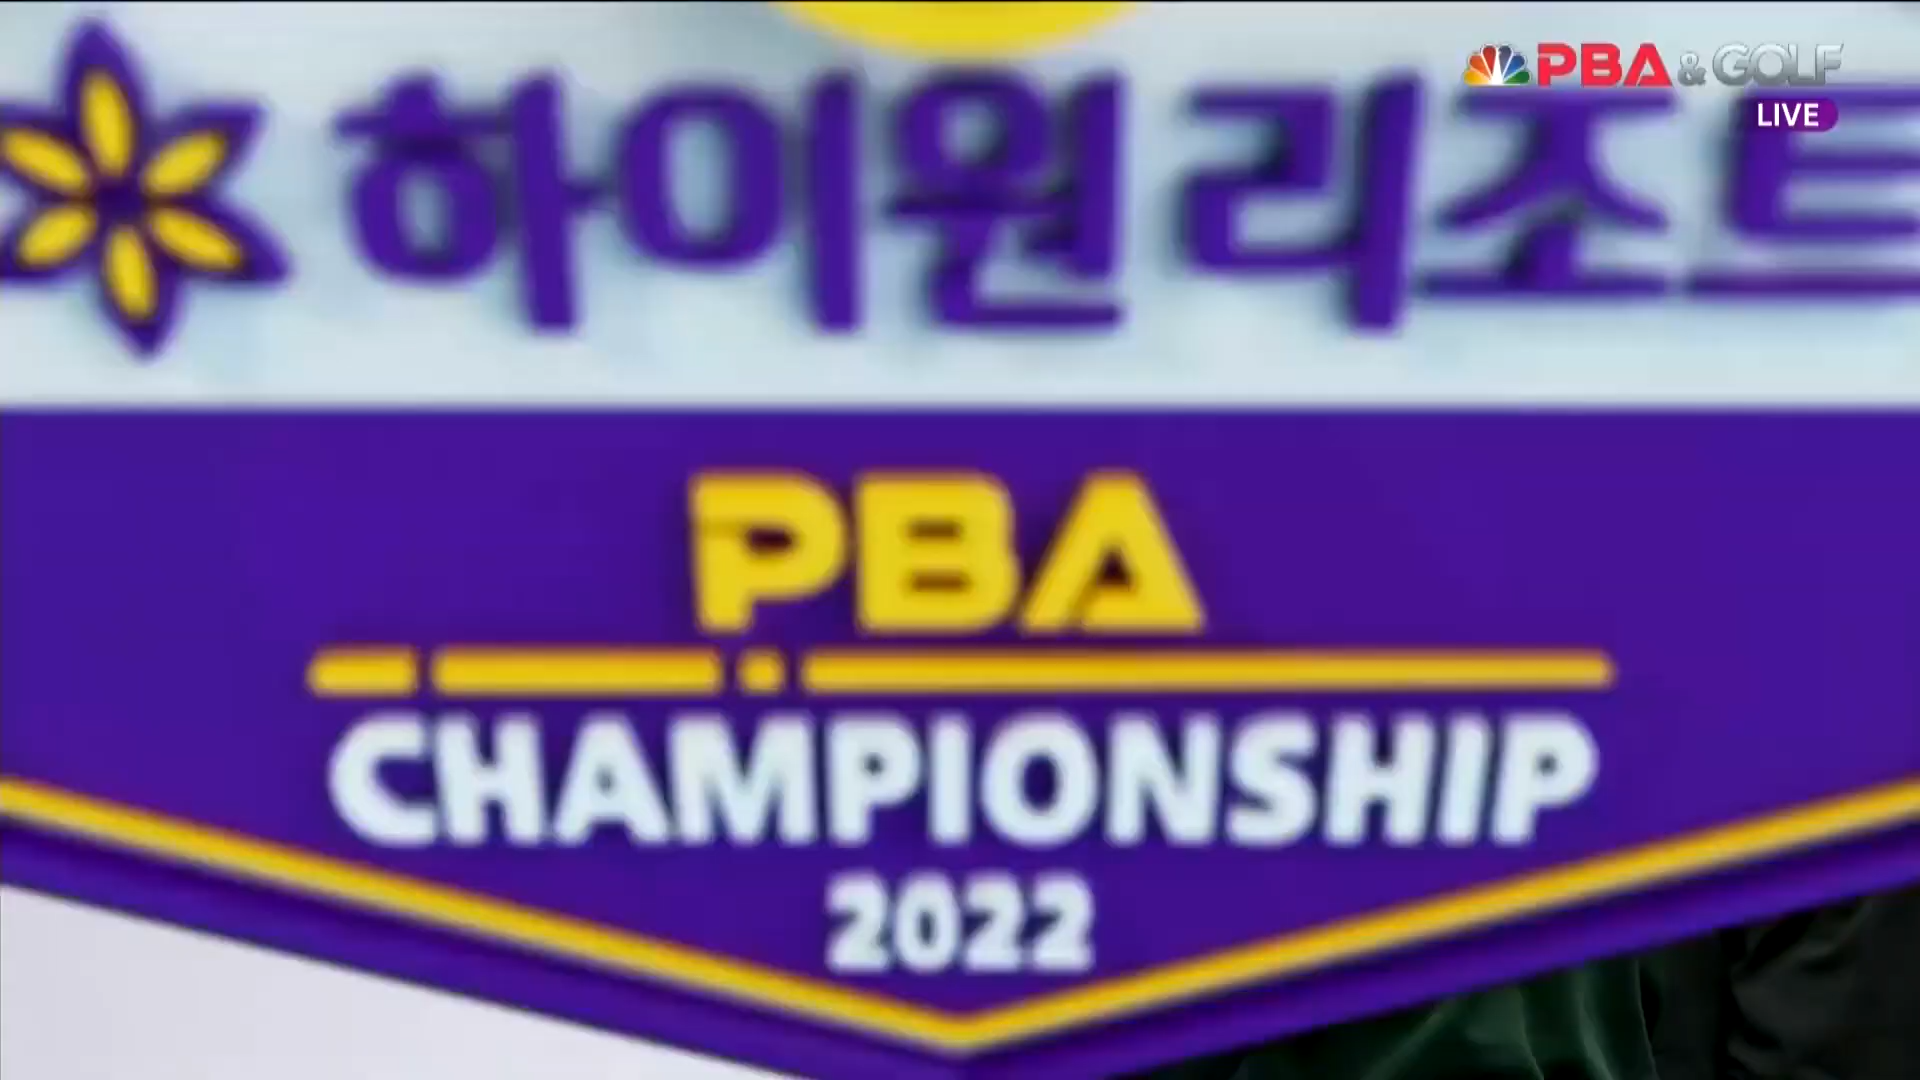 PBA & GOLF
LIVE
하이원리조트
PBA
CHAMPIONSHIP
2022